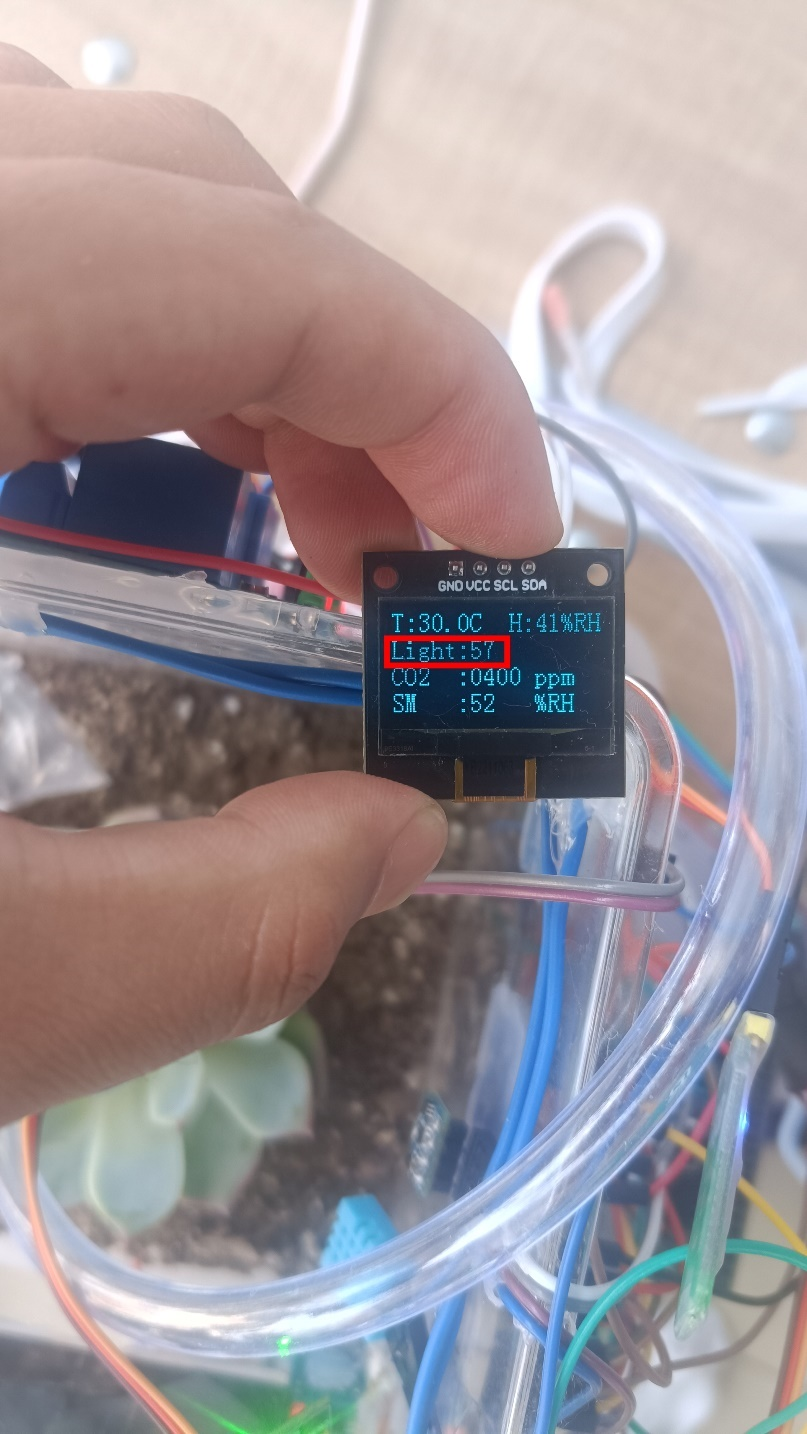 GND VCC SCL SDA
T:30.0C H:41%RH
Light:57
CO2 :0400 ppm
SM :52 %RH